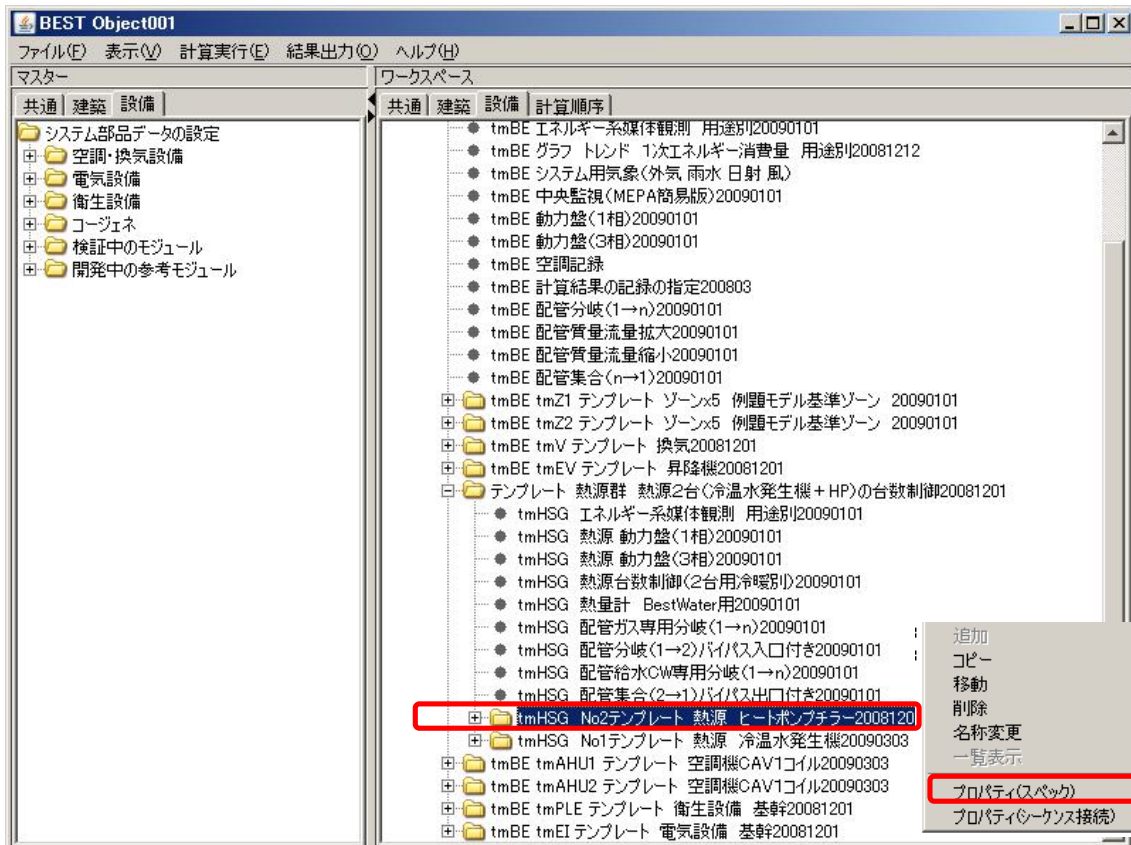 BEST Object001
ファイル(F) 表示(V) 計算実行(E) 結果出力(O) ヘルプ(H)
マスター
共通 建築 設備
システム部品データの設定
空調・換気設備
電気設備
衛生設備
コージェネ
検証中のモジュール
開発中の参考モジュール
ワークスペース
共通 建築 設備 計算順序
tmBE エネルギー系媒体観測 用途別20090101
tmBE グラフ トレンド 1次エネルギー消費量 用途別20081212
tmBE システム用気象(外気 雨水 日射 風)
tmBE 中央監視(MEPA簡易版)20090101
tmBE 動力盤(1相)20090101
tmBE 動力盤(3相)20090101
tmBE 空調記録
tmBE 計算結果の記録の指定200803
tmBE 配管分岐(1→n)20090101
tmBE 配管質量流量拡大20090101
tmBE 配管質量流量縮小20090101
tmBE 配管集合(n→1)20090101
tmBE tmZ1 テンプレート ゾーンx5 例題モデル基準ゾーン 20090101
tmBE tmZ2 テンプレート ゾーンx5 例題モデル基準ゾーン 20090101
tmBE tmV テンプレート 換気20081201
tmBE tmEV テンプレート 昇降機20081201
テンプレート 熱源群 熱源2台(冷温水発生機+HP)の台数制御20081201
tmHSG エネルギー系媒体観測 用途別20090101
tmHSG 熱源 動力盤(1相)20090101
tmHSG 熱源 動力盤(3相)20090101
tmHSG 熱源台数制御(2台用冷暖別)20090101
tmHSG 熱量計 BestWater用20090101
tmHSG 配管ガス専用分岐(1→n)20090101
tmHSG 配管分岐(1→2)バイパス入口付き20090101
tmHSG 配管給水CW専用分岐(1→n)20090101
tmHSG 配管集合(2→1)バイパス出口付き20090101
tmHSG No2テンプレート 熱源 ヒートポンプチラー2008120
tmHSG No1テンプレート 熱源 冷温水発生機20090303
tmBE tmAHU1 テンプレート 空調機CAV1コイル20090303
tmBE tmAHU2 テンプレート 空調機CAV1コイル20090303
tmBE tmPLE テンプレート 衛生設備 基幹20081201
tmBE tmEI テンプレート 電気設備 基幹20081201
追加
コピー
移動
削除
名称変更
一覧表示
プロパティ(スペック)
プロパティ(シーケンス接続)